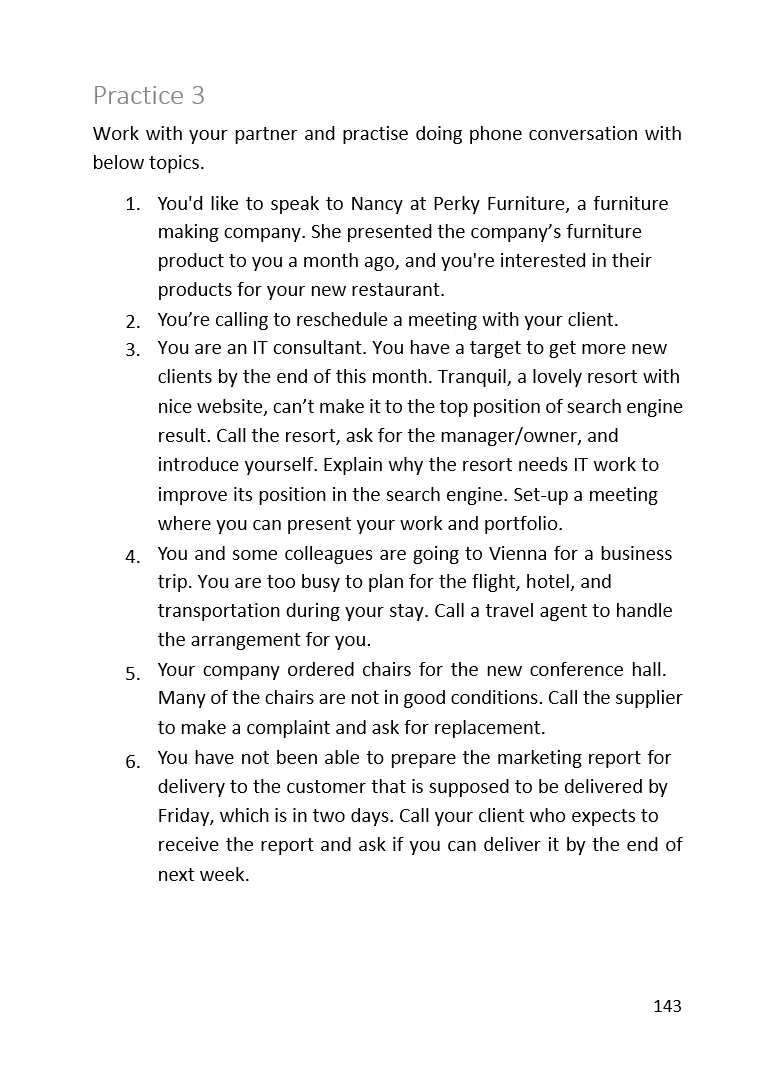 Practice 3
Work with your partner and practise doing phone conversation with
below topics.
1. You'd like to speak to Nancy at Perky Furniture, a furniture
making company. She presented the company’s furniture
product to you a month ago, and you're interested in their
products for your new restaurant.
2. You’re calling to reschedule a meeting with your client.
3. You are an IT consultant. You have a target to get more new
clients by the end of this month. Tranquil, a lovely resort with
nice website, can’t make it to the top position of search engine
result. Call the resort, ask for the manager/owner, and
introduce yourself. Explain why the resort needs IT work to
improve its position in the search engine. Set-up a meeting
where you can present your work and portfolio.
4. You and some colleagues are going to Vienna for a business
trip. You are too busy to plan for the flight, hotel, and
transportation during your stay. Call a travel agent to handle
the arrangement for you.
5. Your company ordered chairs for the new conference hall.
Many of the chairs are not in good conditions. Call the supplier
to make a complaint and ask for replacement.
6. You have not been able to prepare the marketing report for
delivery to the customer that is supposed to be delivered by
Friday, which is in two days. Call your client who expects to
receive the report and ask if you can deliver it by the end of
next week.
143